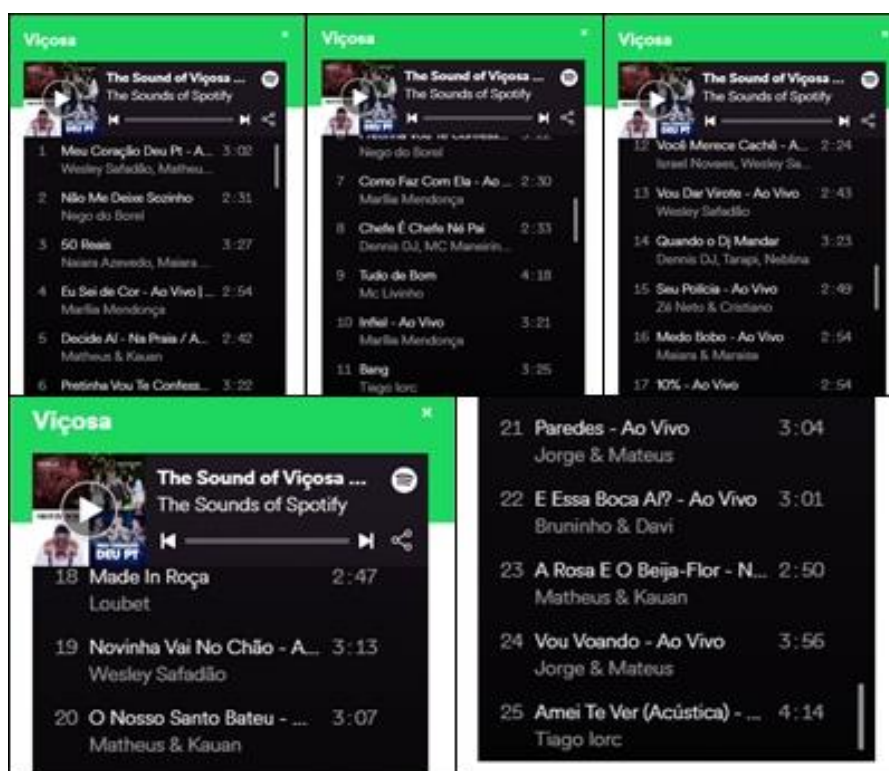 Viçosa ×
The Sound of Viçosa ...
The Sounds of Spotify
DEU PT
1 Meu Coração Deu Pt - A... 3:02
Wesley Safadão, Matheu...
2 Não Me Deixe Sozinho 2:31
Nego do Borel
3 50 Reais 3:27
Naiara Azevedo, Maiara ...
4 Eu Sei de Cor - Ao Vivo | ... 2:54
Marília Mendonça
5 Decide Aí - Na Praia / A... 2:42
Matheus & Kauan
6 Pretinha Vou Te Confess... 3:22
Viçosa ×
The Sound of Viçosa ...
The Sounds of Spotify
DEU PT
6 Pretinha Vou Te Confess... 3:22
Nego do Borel
7 Como Faz Com Ela - Ao ... 2:30
Marília Mendonça
8 Chefe É Chefe Né Pai 2:33
Dennis DJ, MC Maneirin...
9 Tudo de Bom 4:18
Mc Livinho
10 Infiel - Ao Vivo 3:21
Marília Mendonça
11 Bang 3:25
Tiago Iorc
Viçosa ×
The Sound of Viçosa ...
The Sounds of Spotify
DEU PT
12 Você Merece Cachê - A... 2:24
Israel Novaes, Wesley Sa...
13 Vou Dar Virote - Ao Vivo 2:43
Wesley Safadão
14 Quando o Dj Mandar 3:23
Dennis DJ, Tarapi, Neblina
15 Seu Polícia - Ao Vivo 2:49
Zé Neto & Cristiano
16 Medo Bobo - Ao Vivo 2:54
Maiara & Maraisa
17 10% - Ao Vivo 2:54
Viçosa ×
The Sound of Viçosa ...
The Sounds of Spotify
DEU PT
18 Made In Roça 2:47
Loubet
19 Novinha Vai No Chão - A... 3:13
Wesley Safadão
20 O Nosso Santo Bateu - ... 3:07
Matheus & Kauan
21 Paredes - Ao Vivo 3:04
Jorge & Mateus
22 E Essa Boca Aí? - Ao Vivo 3:01
Bruninho & Davi
23 A Rosa E O Beija-Flor - N... 2:50
Matheus & Kauan
24 Vou Voando - Ao Vivo 3:56
Jorge & Mateus
25 Amei Te Ver (Acústica) - ... 4:14
Tiago Iorc